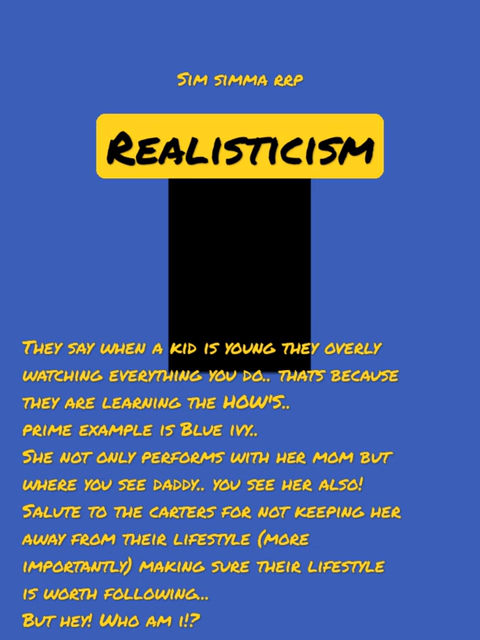 Sim simma rrp
Realisticism
They say when a kid is young they overly
watching everything you do.. thats because
they are learning the HOW'S..
prime example is Blue ivy..
She not only performs with her mom but
where you see daddy.. you see her also!
Salute to the carters for not keeping her
away from their lifestyle (more
importantly) making sure their lifestyle
is worth following...
But hey! Who am i!?